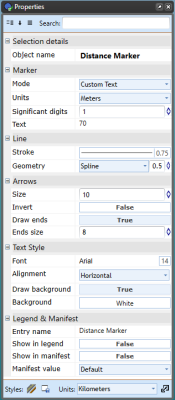 Properties
Search:
Selection details
Object name Distance Marker
Marker
Mode Custom Text
Units Meters
Significant digits 1
Text 70
Line
Stroke 0.75
Geometry Spline 0.5
Arrows
Size 10
Invert False
Draw ends True
Ends size 8
Text Style
Font Arial 14
Alignment Horizontal
Draw background True
Background White
Legend & Manifest
Entry name Distance Marker
Show in legend False
Show in manifest False
Manifest value Default
Styles: Units: Kilometers